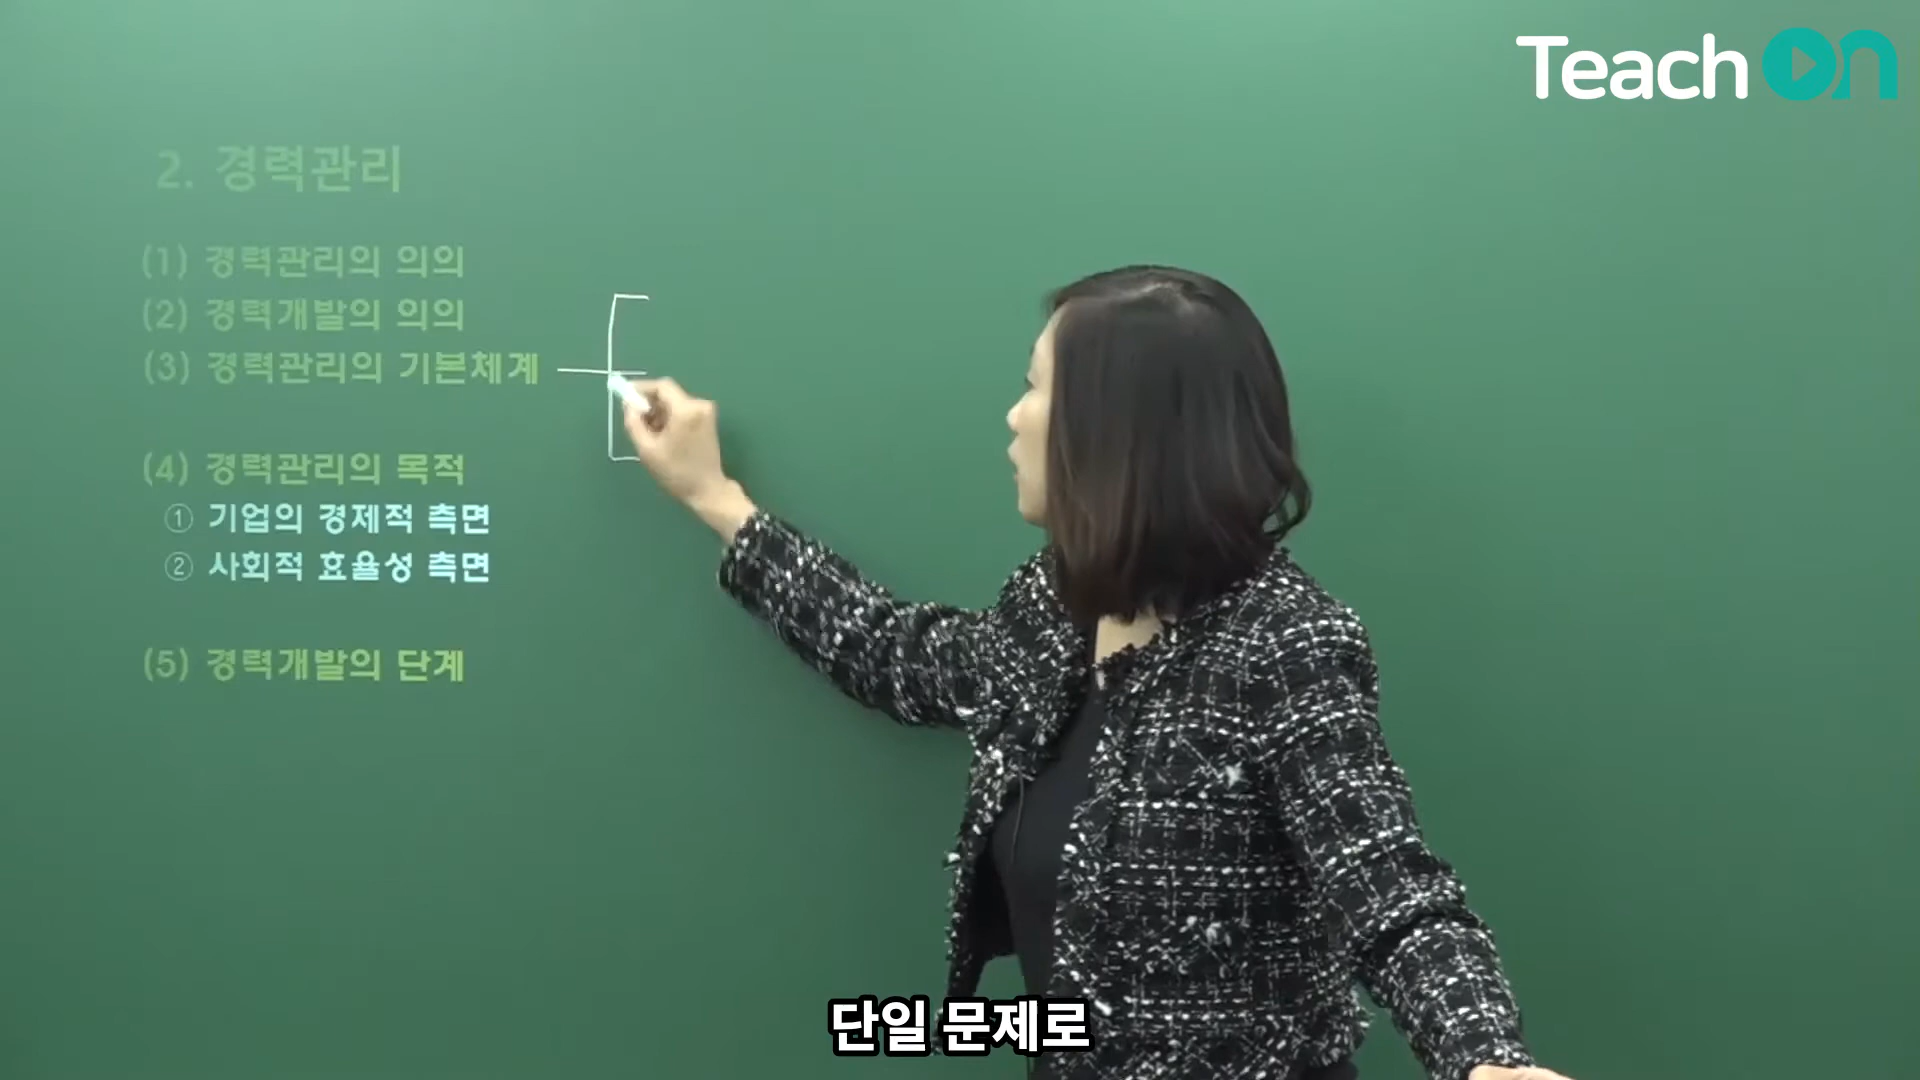 Teach On
2. 경력관리
(1) 경력관리의 의의
(2) 경력개발의 의의
(3) 경력관리의 기본체계
(4) 경력관리의 목적
① 기업의 경제적 측면
② 사회적 효율성 측면
(5) 경력개발의 단계
단일 문제로